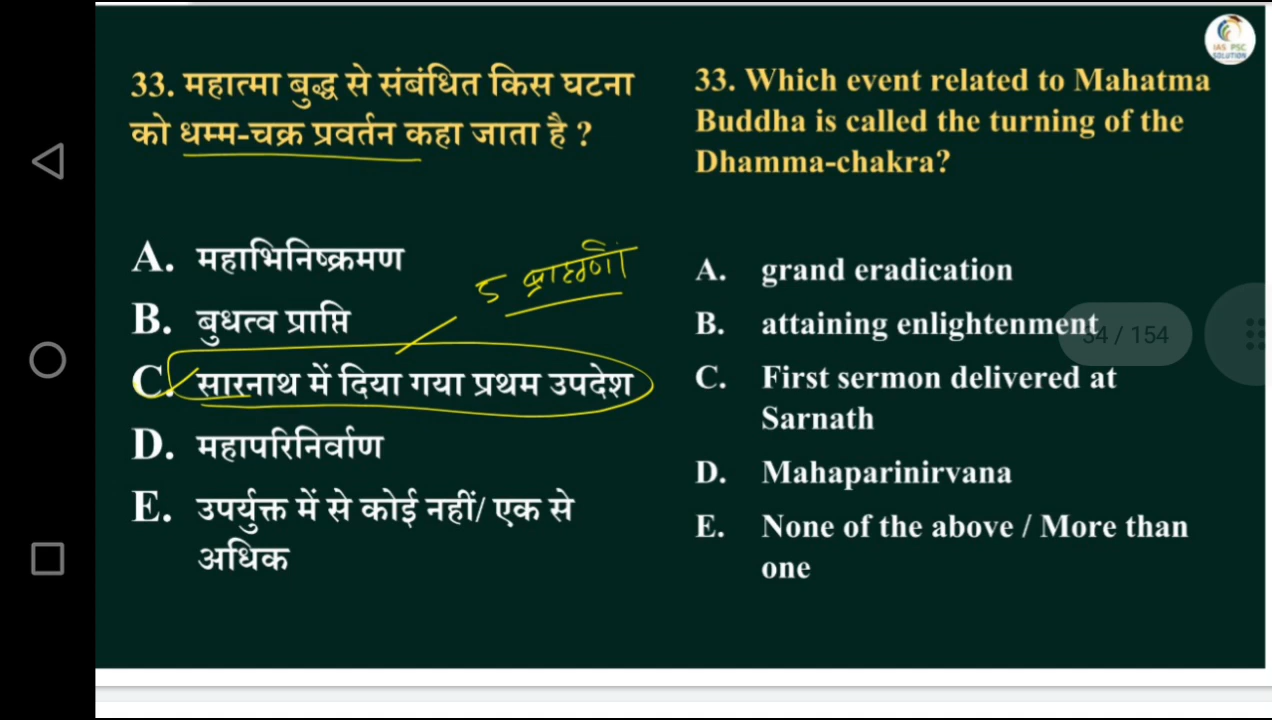 IAS PSC
SOLUTION
33. महात्मा बुद्ध से संबंधित किस घटना
को धम्म-चक्र प्रवर्तन कहा जाता है ?
A. महाभिनिष्क्रमण
5 ब्राह्मणों
B. बुधत्व प्राप्ति
C. सारनाथ में दिया गया प्रथम उपदेश
D. महापरिनिर्वाण
E. उपर्युक्त में से कोई नहीं/ एक से
अधिक
33. Which event related to Mahatma
Buddha is called the turning of the
Dhamma-chakra?
A. grand eradication
B. attaining enlightenment
34 / 154
C. First sermon delivered at
Sarnath
D. Mahaparinirvana
E. None of the above / More than
one